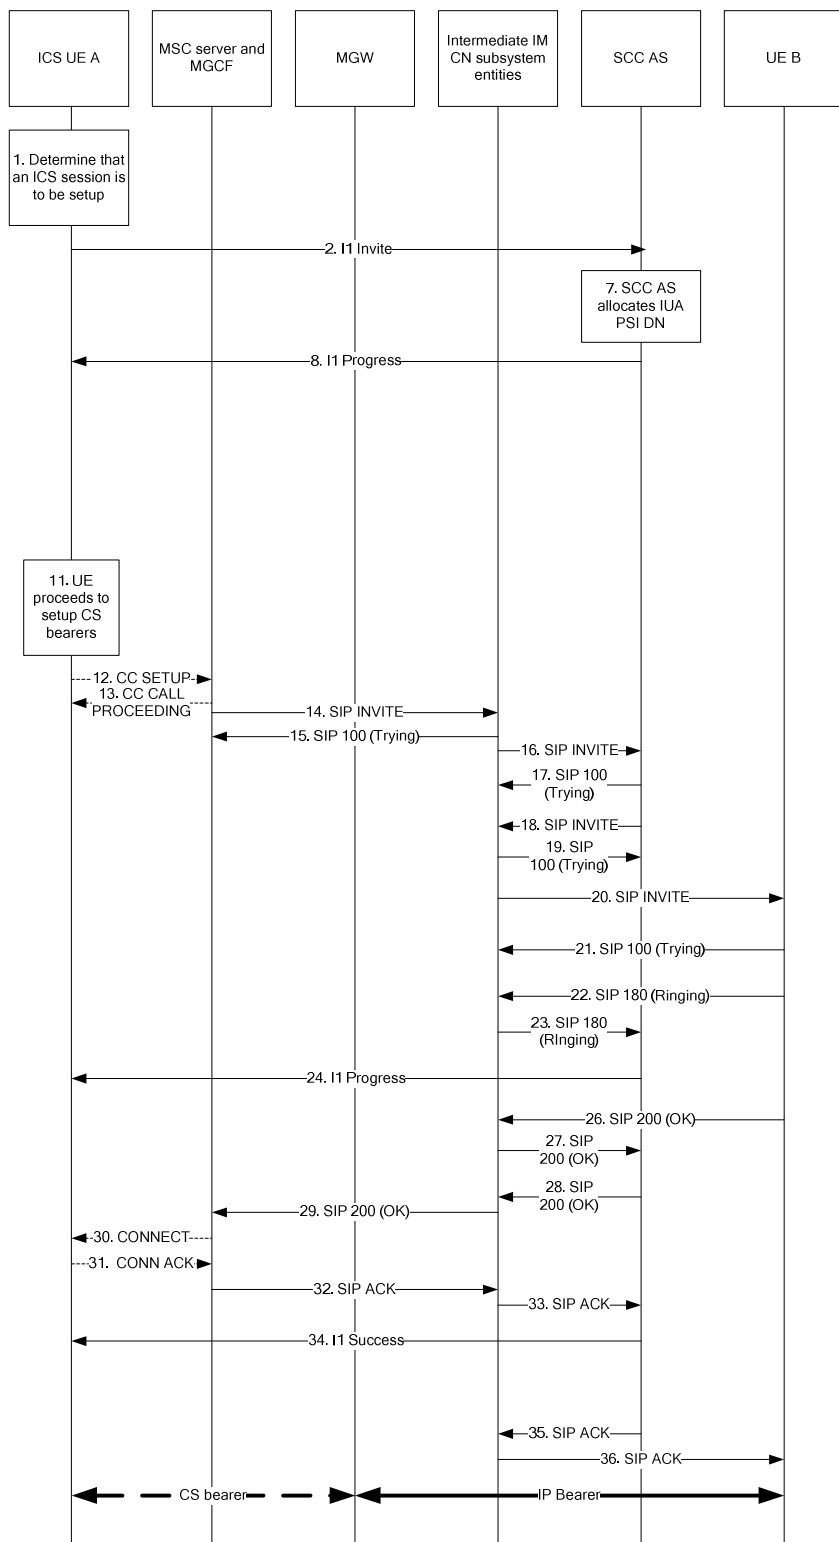 ICS UE A
MSC server and
MGCF
MGW
Intermediate IM
CN subsystem
entities
SCC AS
UE B
1. Determine that
an ICS session is
to be setup
2. I1 Invite
7. SCC AS
allocates IUA
PSI DN
8. I1 Progress
11. UE
proceeds to
setup CS
bearers
12. CC SETUP
13. CC CALL
PROCEEDING
14. SIP INVITE
15. SIP 100 (Trying)
16. SIP INVITE
17. SIP 100
(Trying)
18. SIP INVITE
19. SIP
100 (Trying)
20. SIP INVITE
21. SIP 100 (Trying)
22. SIP 180 (Ringing)
23. SIP 180
(RInging)
24. I1 Progress
26. SIP 200 (OK)
27. SIP
200 (OK)
28. SIP
200 (OK)
29. SIP 200 (OK)
30. CONNECT
31. CONN ACK
32. SIP ACK
33. SIP ACK
34. I1 Success
35. SIP ACK
36. SIP ACK
CS bearer
IP Bearer